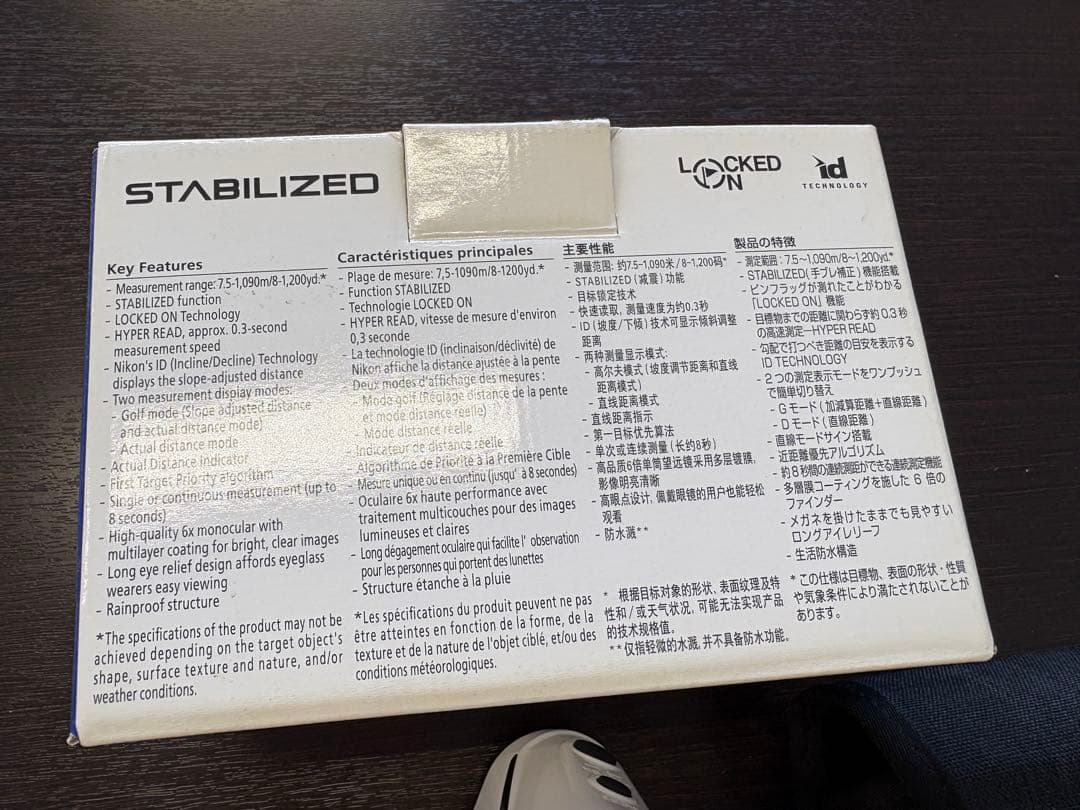 STABILIZED
LOCKED
ON
id
TECHNOLOGY
Key Features
- Measurement range: 7.5-1,090m/8-1,200yd.*
- STABILIZED function
- LOCKED ON Technology
- HYPER READ, approx. 0.3-second
measurement speed
- Nikon's ID (Incline/Decline) Technology
displays the slope-adjusted distance
- Two measurement display modes:
- Golf mode (Slope adjusted distance
and actual distance mode)
- Actual distance mode
- Actual Distance Indicator
- First Target Priority algorithm
- Single or continuous measurement (up to
8 seconds)
- High-quality 6x monocular with
multilayer coating for bright, clear images
- Long eye relief design affords eyeglass
wearers easy viewing
- Rainproof structure
*The specifications of the product may not be
achieved depending on the target object's
shape, surface texture and nature, and/or
weather conditions.
Caractéristiques principales
- Plage de mesure: 7,5-1090m/8-1200yd.*
- Function STABILIZED
- Technologie LOCKED ON
- HYPER READ, vitesse de mesure d'environ
0,3 seconde
- La technologie ID (inclinaison/déclivité) de
Nikon affiche la distance ajustée à la pente
- Deux modes d'affichage des mesures :
- Mode golf (Réglage distance de la pente
et mode distance réelle)
- Mode distance réelle
- Indicateur de distance réelle
- Algorithme de Priorité à la Première Cible
- Mesure unique ou en continu (jusqu' à 8 secondes)
- Oculaire 6x haute performance avec
traitement multicouches pour des images
lumineuses et claires
- Long dégagement oculaire qui facilite l' observation
pour les personnes qui portent des lunettes
- Structure étanche à la pluie
*Les spécifications du produit peuvent ne pas
être atteintes en fonction de la forme, de la
texture et de la nature de l'objet ciblé, et/ou des
conditions météorologiques.
主要性能
- 测量范围: 约7.5-1,090米/8-1,200码*
- STABILIZED (减震) 功能
- 目标锁定技术
- 快速读取, 测量速度为约0.3秒
- ID (坡度/下倾) 技术可显示倾斜调整
距离
- 两种测量显示模式:
- 高尔夫模式 (坡度调节距离和直线
距离模式)
- 直线距离模式
- 直线距离指示
- 第一目标优先算法
- 单次或连续测量 (长约8秒)
- 高品质6倍单筒望远镜采用多层镀膜,
影像明亮清晰
- 高眼点设计, 佩戴眼镜的用户也能轻松
观看
- 防水溅**
* 根据目标对象的形状、表面纹理及特
性和/或天气状况, 可能无法实现产品
的技术规格值。
**仅指轻微的水溅, 并不具备防水功能。
製品の特徴
- 測定範囲: 7.5~1,090m/8~1,200yd.*
- STABILIZED(手ブレ補正)機能搭載
- ピンフラッグが測れたことがわかる
「LOCKED ON」機能
- 目標物までの距離に関わらず約 0.3 秒
の高速測定—HYPER READ
- 勾配で打つべき距離の目安を表示する
ID TECHNOLOGY
- 2 つの測定表示モードをワンプッシュ
で簡単切り替え
- G モード (加減算距離+直線距離)
- D モード (直線距離)
- 直線モードサイン搭載
- 近距離優先アルゴリズム
- 約 8 秒間の連続測距ができる連続測定機能
- 多層膜コーティングを施した 6 倍の
ファインダー
- メガネを掛けたままでも見やすい
ロングアイレリーフ
- 生活防水構造
* この仕様は目標物、表面の形状・性質
や気象条件により満たされないことが
あります。